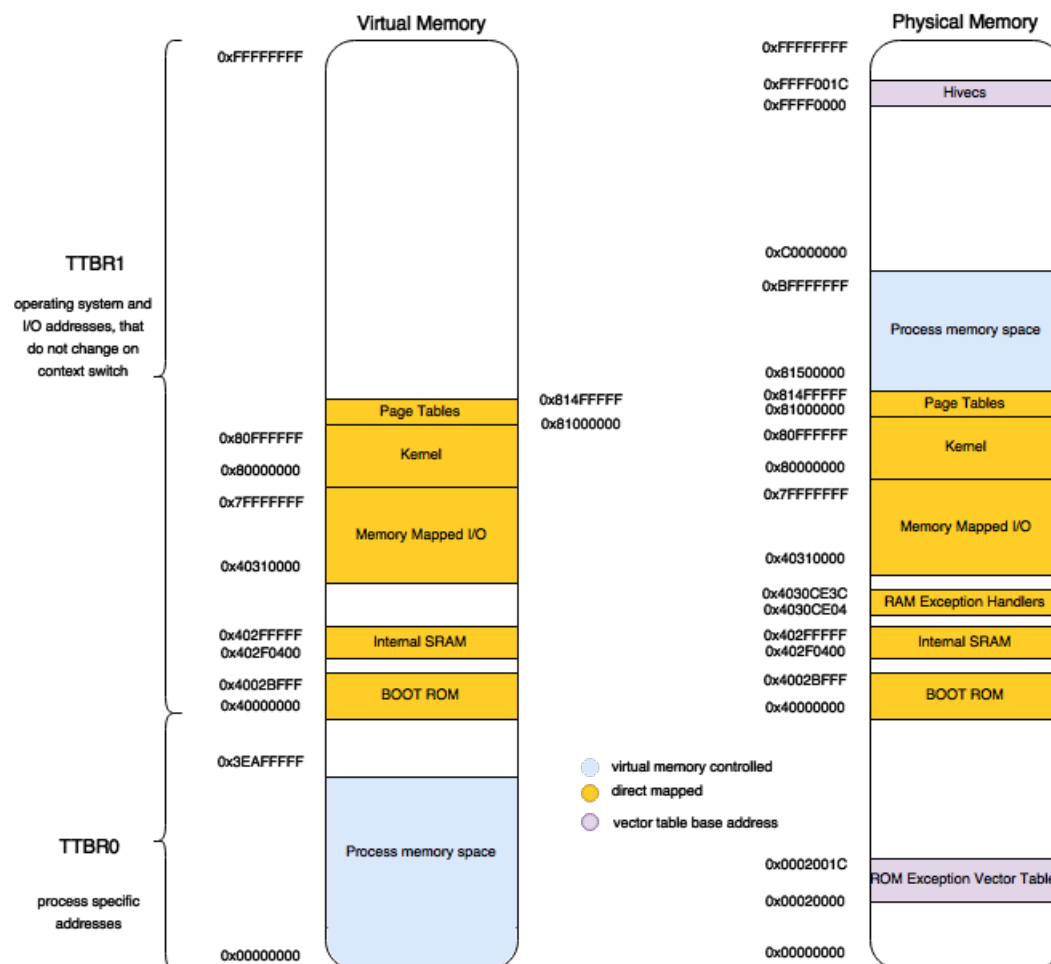 Virtual Memory
0xFFFFFFFF
TTBR1
operating system and
I/O addresses, that
do not change on
context switch
Page Tables
0x814FFFFF
0x81000000
0x80FFFFFF
Kernel
0x80000000
0x7FFFFFFF
Memory Mapped I/O
0x40310000
0x402FFFFF
Internal SRAM
0x402F0400
0x4002BFFF
BOOT ROM
0x40000000
0x3EAFFFFF
TTBR0
process specific
addresses
Process memory space
0x00000000
virtual memory controlled
direct mapped
vector table base address
Physical Memory
0xFFFFFFFF
0xFFFF001C
Hivecs
0xFFFF0000
0xC0000000
0xBFFFFFFF
Process memory space
0x81500000
0x814FFFFF
Page Tables
0x81000000
0x80FFFFFF
Kernel
0x80000000
0x7FFFFFFF
Memory Mapped I/O
0x40310000
0x4030CE3C
RAM Exception Handlers
0x4030CE04
0x402FFFFF
Internal SRAM
0x402F0400
0x4002BFFF
BOOT ROM
0x40000000
0x0002001C
ROM Exception Vector Table
0x00020000
0x00000000